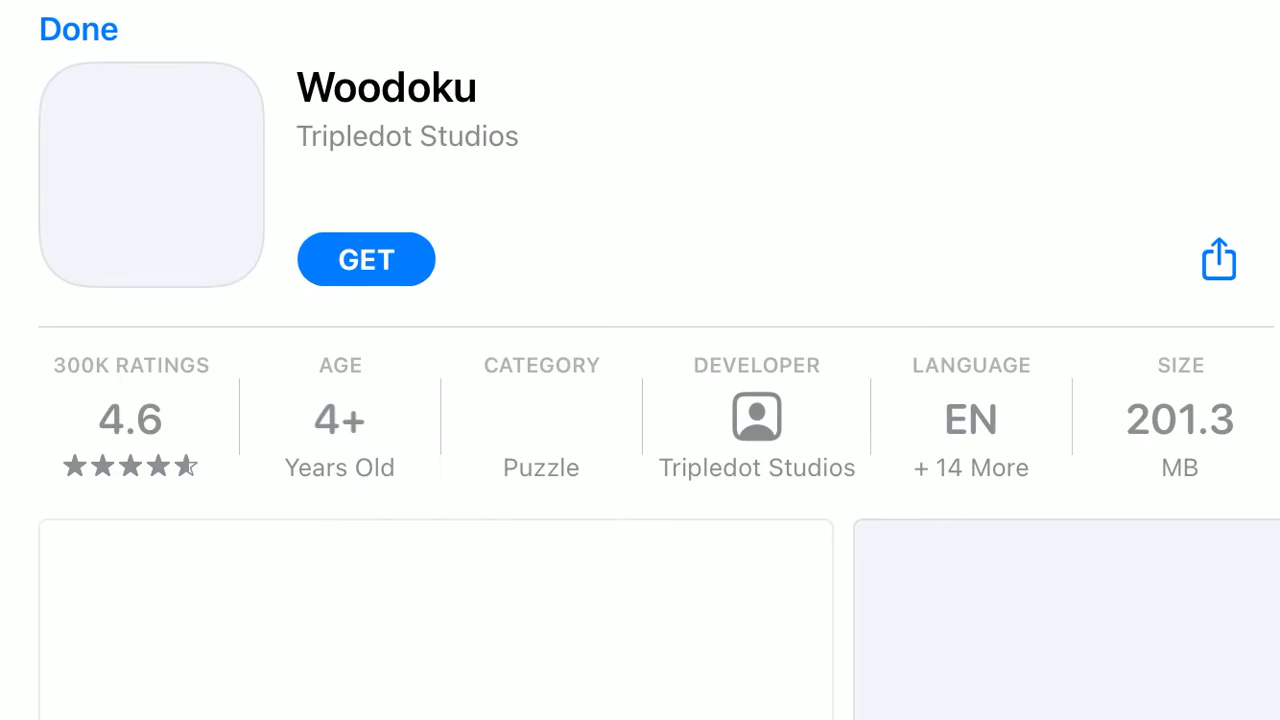 Done
Woodoku
Tripledot Studios
GET
300K RATINGS
4.6
AGE
4+
Years Old
CATEGORY
Puzzle
DEVELOPER
Tripledot Studios
LANGUAGE
EN
+ 14 More
SIZE
201.3
MB